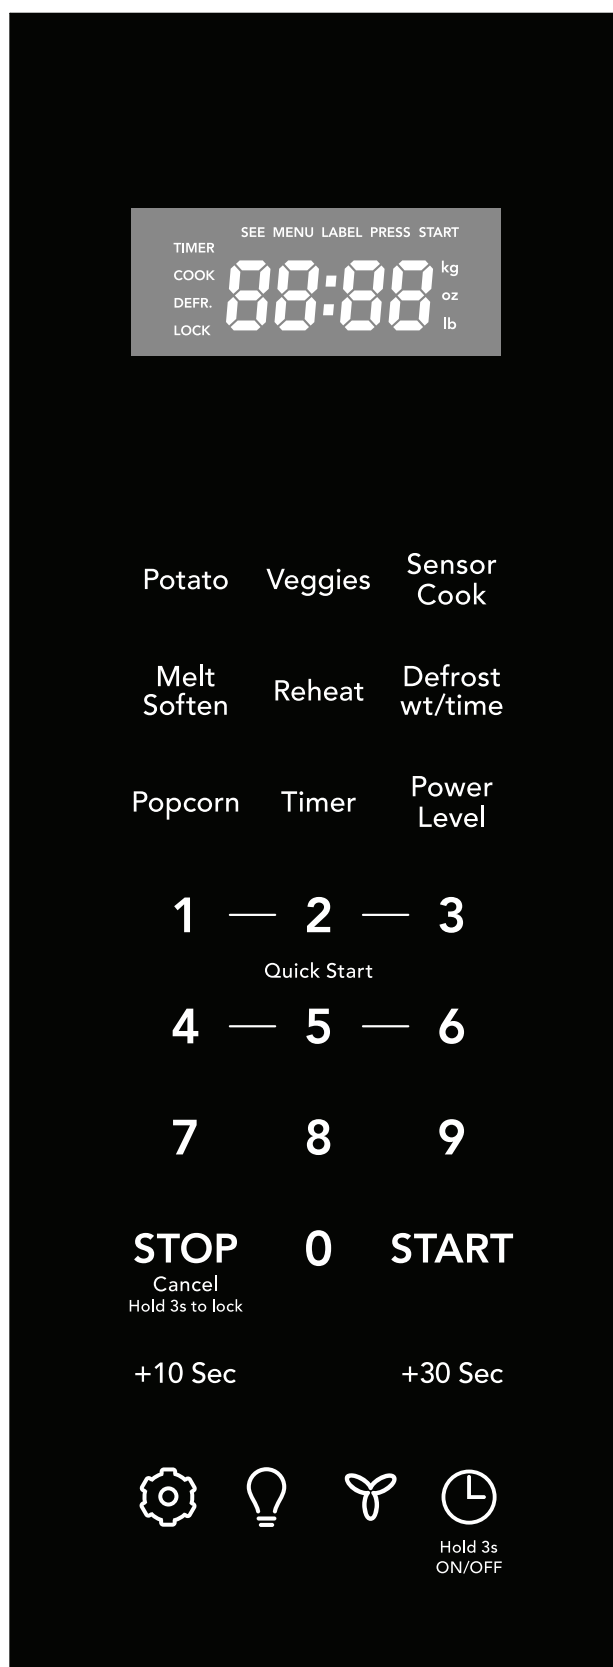 SEE MENU LABEL PRESS START
TIMER
COOK
DEFR.
LOCK
88:88
kg
oz
lb
Potato Veggies Sensor Cook
Melt Soften Reheat Defrost wt/time
Popcorn Timer Power Level
1 — 2 — 3
Quick Start
4 — 5 — 6
7 8 9
STOP 0 START
Cancel
Hold 3s to lock
+10 Sec +30 Sec
Hold 3s
ON/OFF